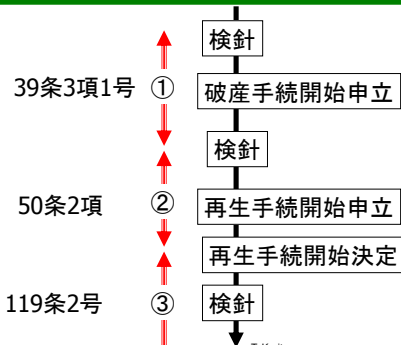 検針
39条3項1号 ① 破産手続開始申立
検針
50条2項 ② 再生手続開始申立
再生手続開始決定
119条2号 ③ 検針